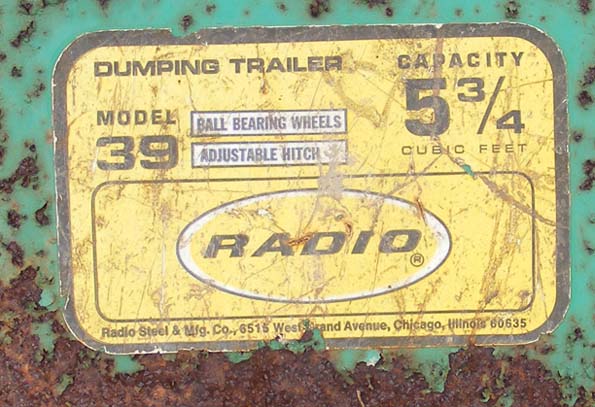 DUMPING TRAILER
CAPACITY
5 3/4
CUBIC FEET
MODEL
39
BALL BEARING WHEELS
ADJUSTABLE HITCH
RADIO ®
Radio Steel & Mfg. Co., 6515 West Grand Avenue, Chicago, Illinois 60635